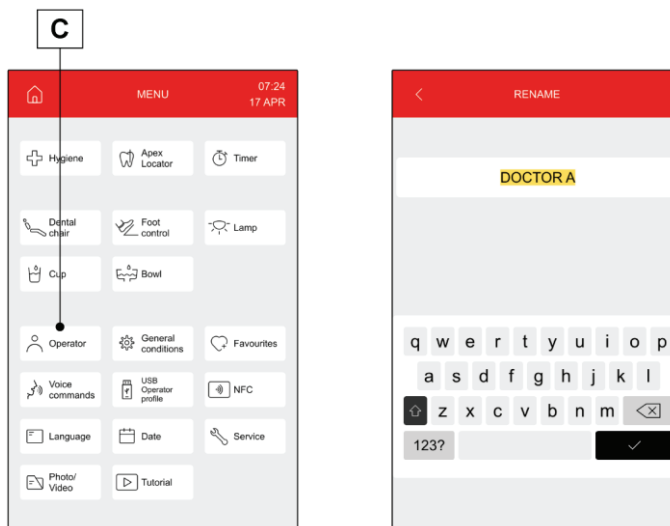 C
MENU
07:24
17 APR
Hygiene
Apex
Locator
Timer
Dental
chair
Foot
control
Lamp
Cup
Bowl
Operator
General
conditions
Favourites
Voice
commands
USB
Operator
profile
NFC
Language
Date
Service
Photo/
Video
Tutorial
RENAME
DOCTOR A
q w e r t y u i o p
a s d f g h j k l
z x c v b n m
123?